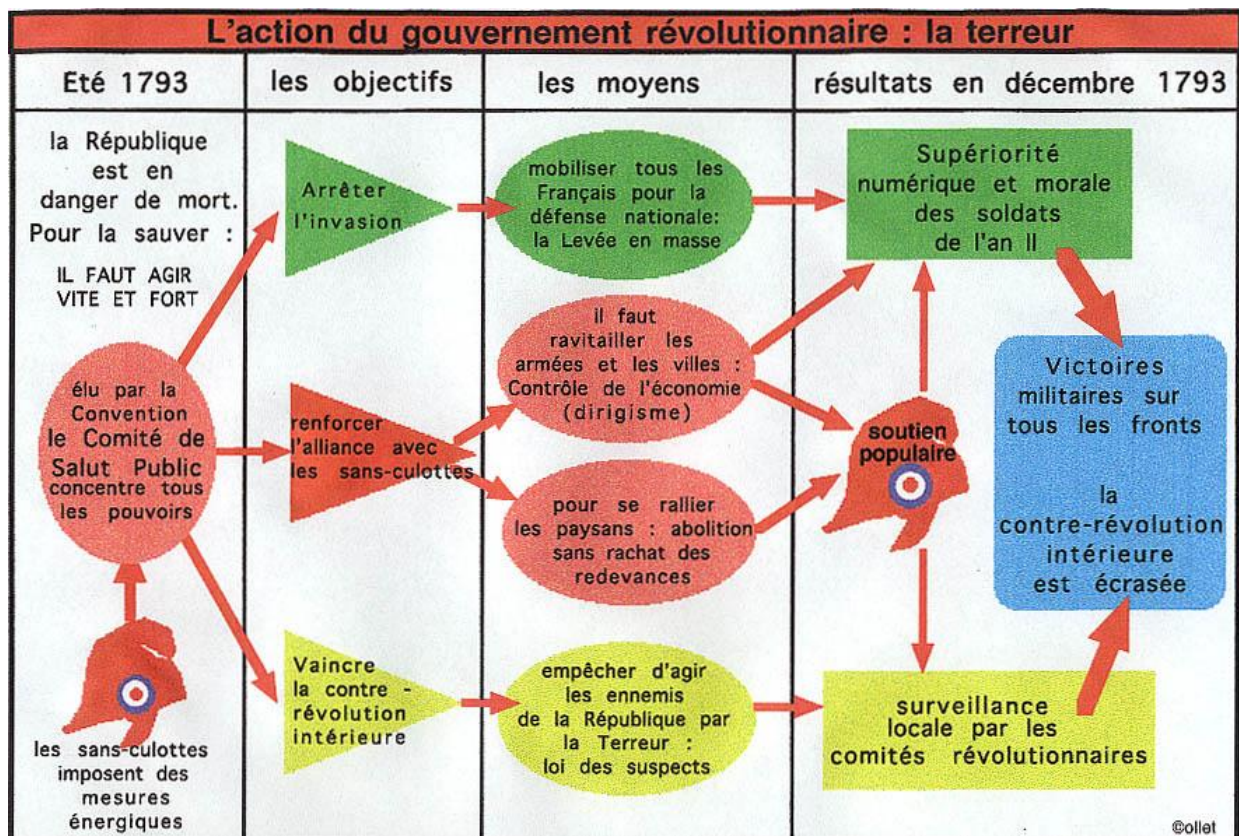 L'action du gouvernement révolutionnaire : la terreur
Eté 1793
les objectifs
les moyens
résultats en décembre 1793
la République
est en
danger de mort.
Pour la sauver :
IL FAUT AGIR
VITE ET FORT
élu par la
Convention
le Comité de
Salut Public
concentre tous
les pouvoirs
les sans-culottes
imposent des
mesures
énergiques
Arrêter
l'invasion
renforcer
l'alliance avec
les sans-culottes
Vaincre
la contre -
révolution
intérieure
mobiliser tous les
Français pour la
défense nationale:
la Levée en masse
il faut
ravitailler les
armées et les villes :
Contrôle de l'économie
(dirigisme)
pour se rallier
les paysans : abolition
sans rachat des
redevances
empêcher d'agir
les ennemis
de la République par
la Terreur :
loi des suspects
Supériorité
numérique et morale
des soldats
de l'an II
soutien
populaire
Victoires
militaires sur
tous les fronts
la
contre-révolution
intérieure
est écrasée
surveillance
locale par les
comités révolutionnaires
©ollet